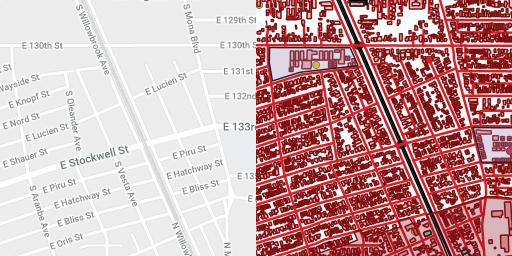 S Willowbrook Ave
S Mona Blvd
E 129th St
E 130th St
E 130th
E 131st
E Lucien St
Wayside St
E 132n
E Knopf St
S Oleander Ave
E Nord St
E Lucien St
E 133r
E Stockwell St
E Piru St
E Shauer St
E Hatchway St
S Vesta Ave
E Piru St
E Bliss St
S Aranbe Ave
E Hatchway St
E Bliss St
N Willow
E Oris St